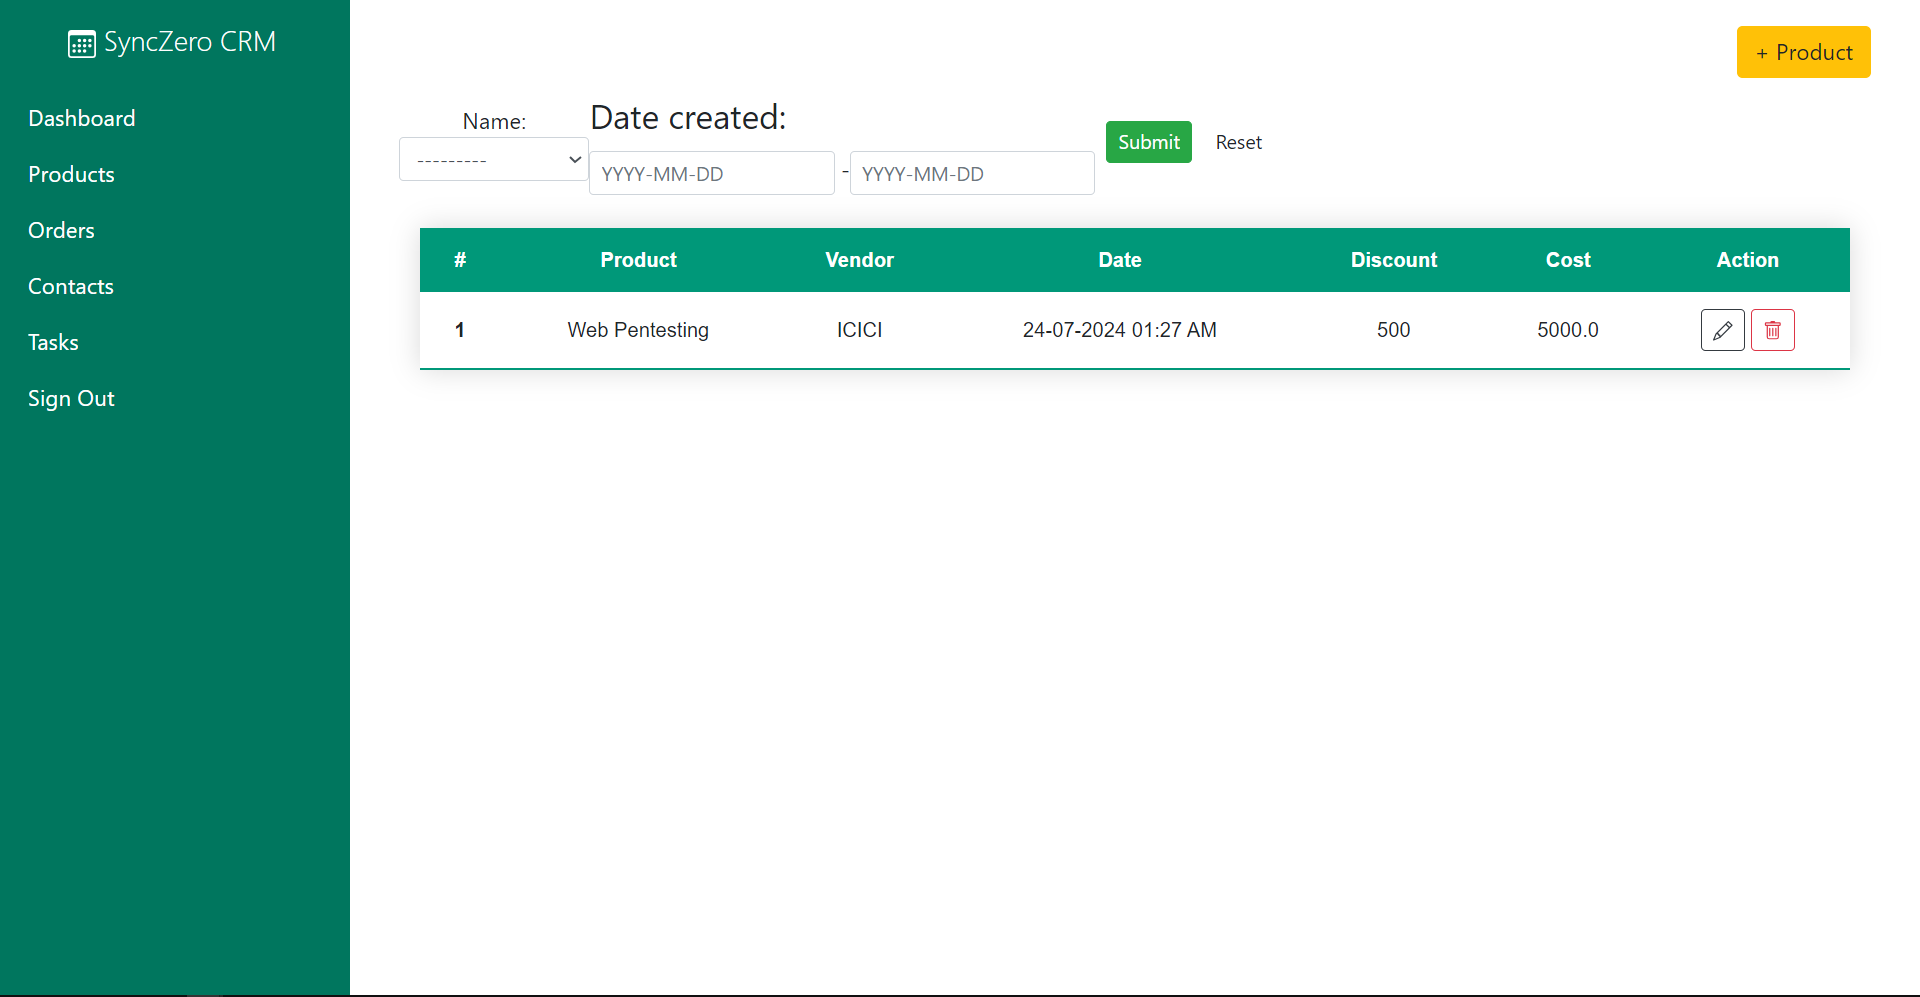 SyncZero CRM
Dashboard
Products
Orders
Contacts
Tasks
Sign Out
+ Product
Name:
---------
Date created:
YYYY-MM-DD - YYYY-MM-DD
Submit Reset
# Product Vendor Date Discount Cost Action
1 Web Pentesting ICICI 24-07-2024 01:27 AM 500 5000.0